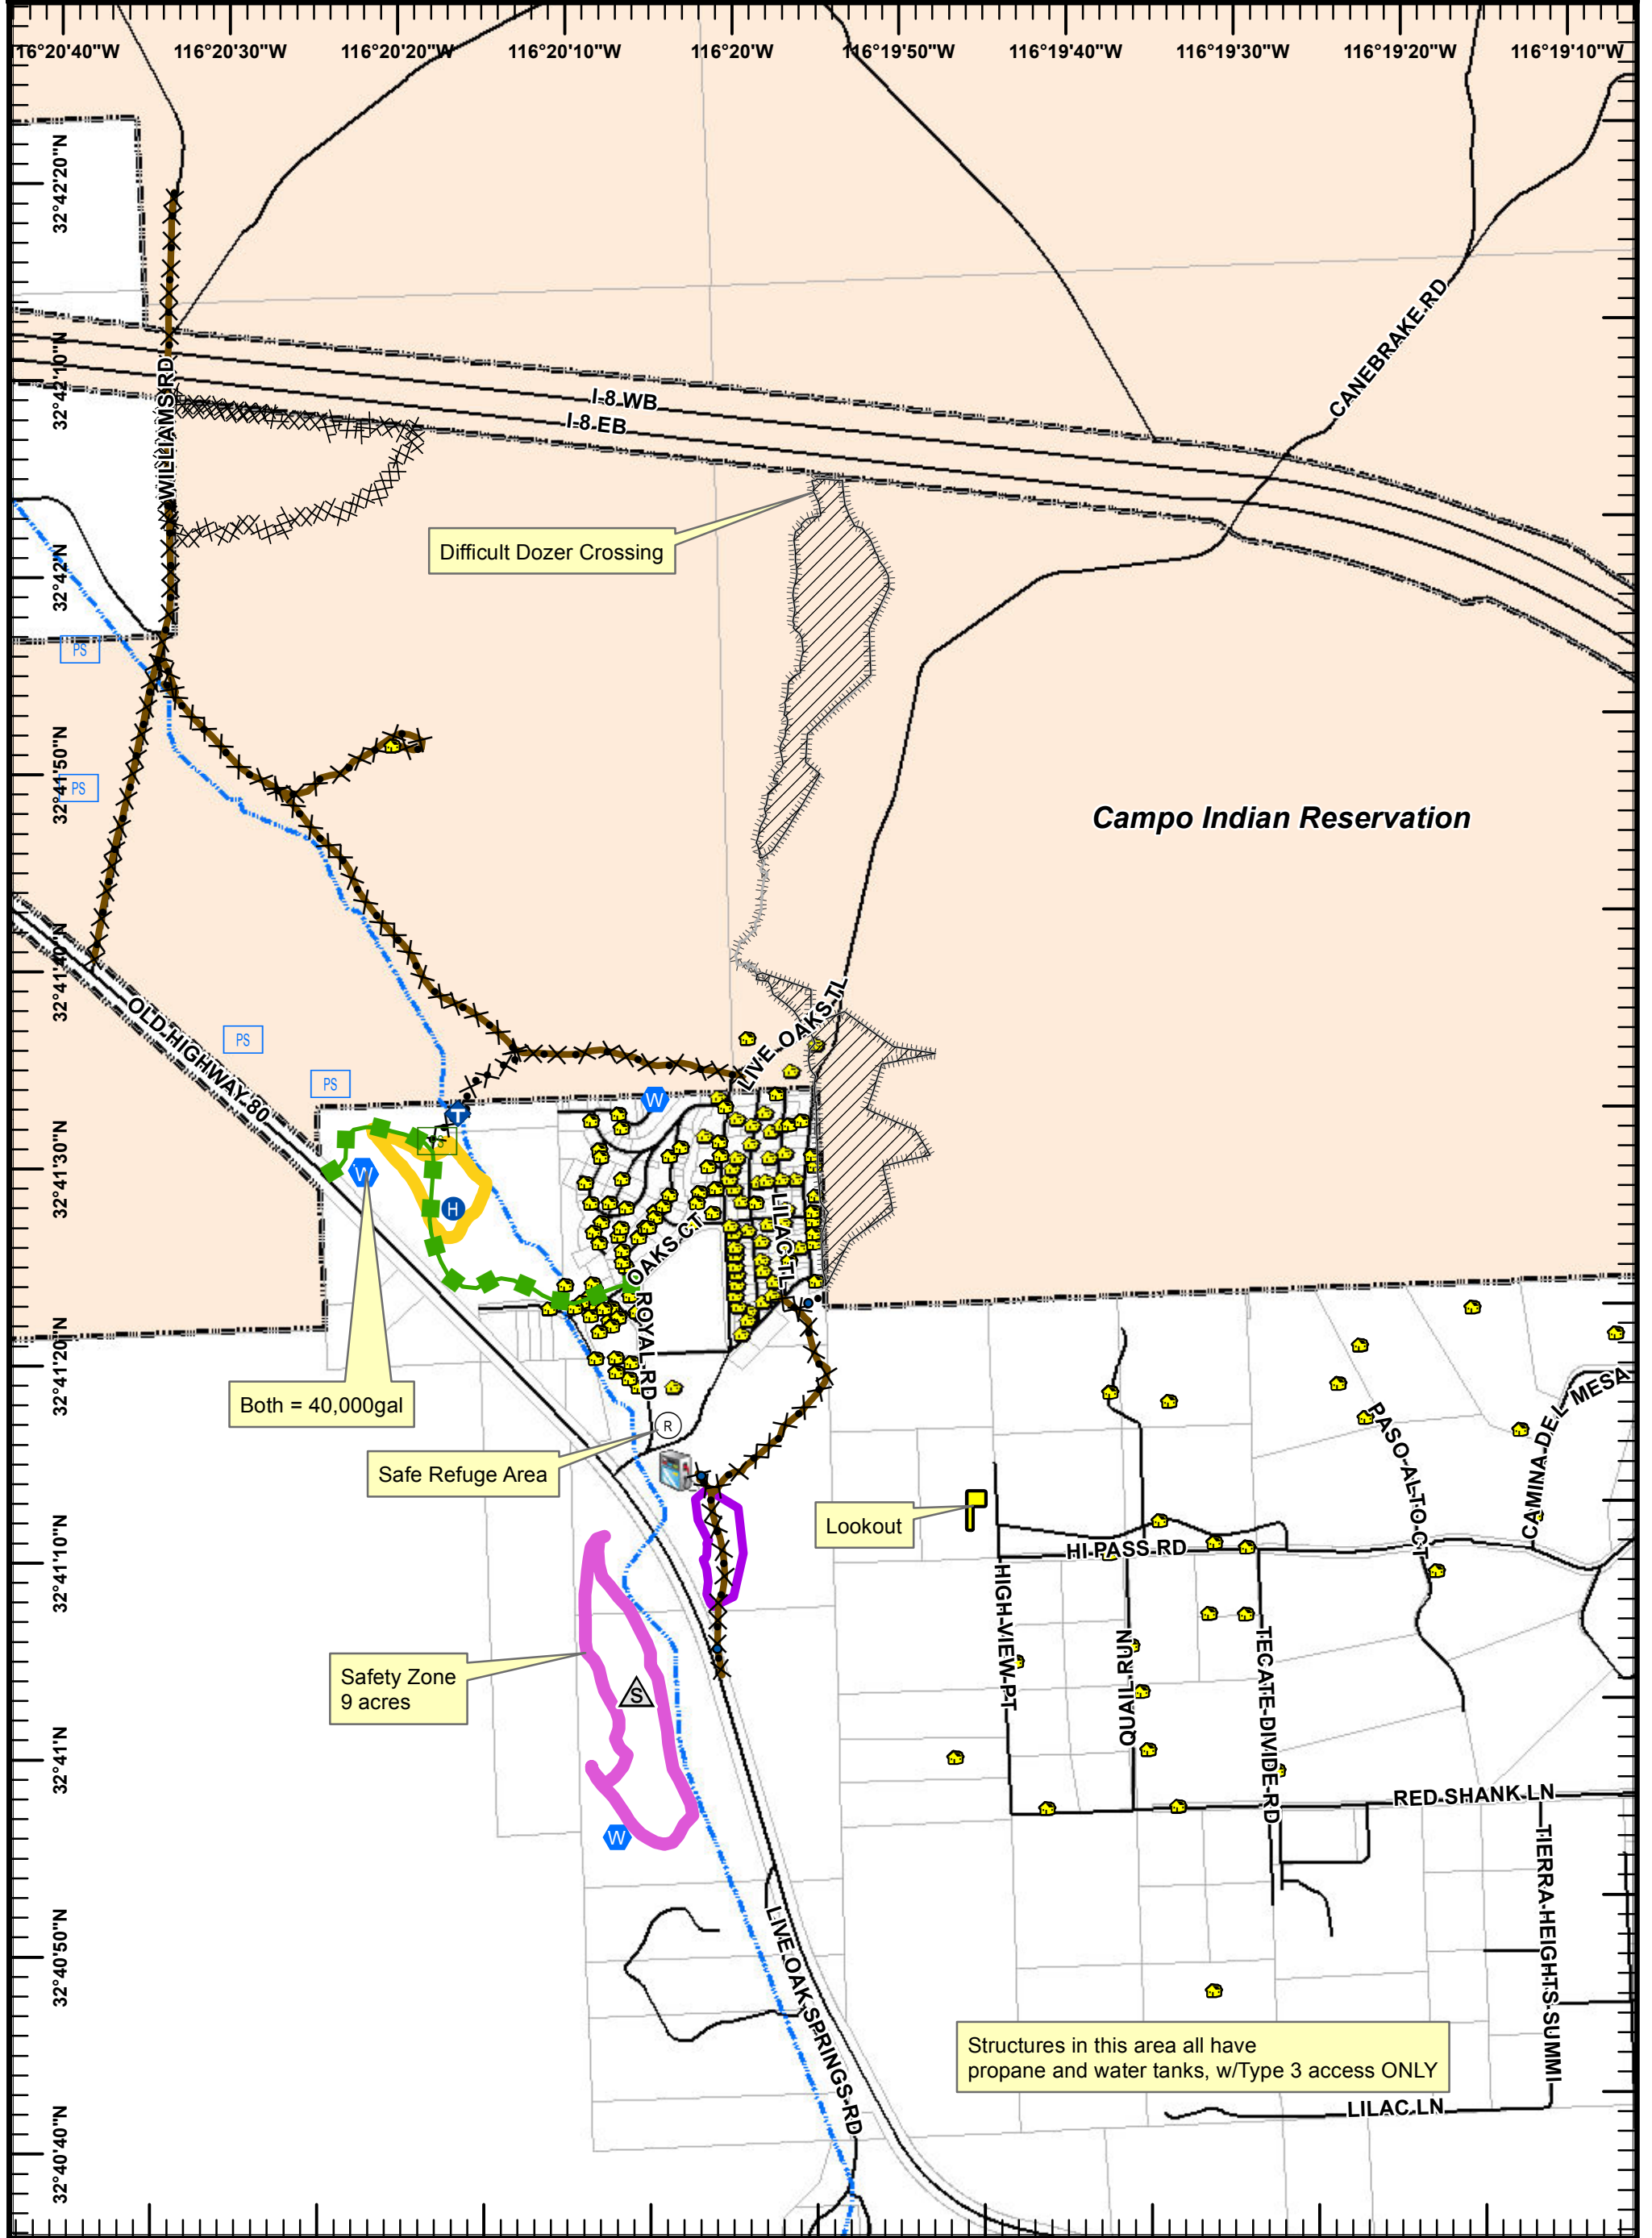 116°20'40"W
116°20'30"W
116°20'20"W
116°20'10"W
116°20'W
116°19'50"W
116°19'40"W
116°19'30"W
116°19'20"W
116°19'10"W
32°42'20"N
32°42'10"N
32°42'N
32°41'50"N
32°41'40"N
32°41'30"N
32°41'20"N
32°41'10"N
32°41'N
32°40'50"N
32°40'40"N
CANEBRAKE RD
WILLIAMS RD
I-8 WB
I-8 EB
Difficult Dozer Crossing
PS
PS
Campo Indian Reservation
OLD HIGHWAY 80
LIVE OAKS TL
PS
PS
W
T
W
H
LILAC TL
OAKS CT
ROYAL RD
Both = 40,000gal
R
Safe Refuge Area
PASO ALTO CT
CAMINA DE L MESA
Lookout
HI PASS RD
HIGH VIEW PT
QUAIL RUN
TECATE DIVIDE RD
Safety Zone
9 acres
S
RED SHANK LN
W
TIERRA HEIGHTS SUMMI
LIVE OAK SPRINGS RD
Structures in this area all have
propane and water tanks, w/Type 3 access ONLY
LILAC LN